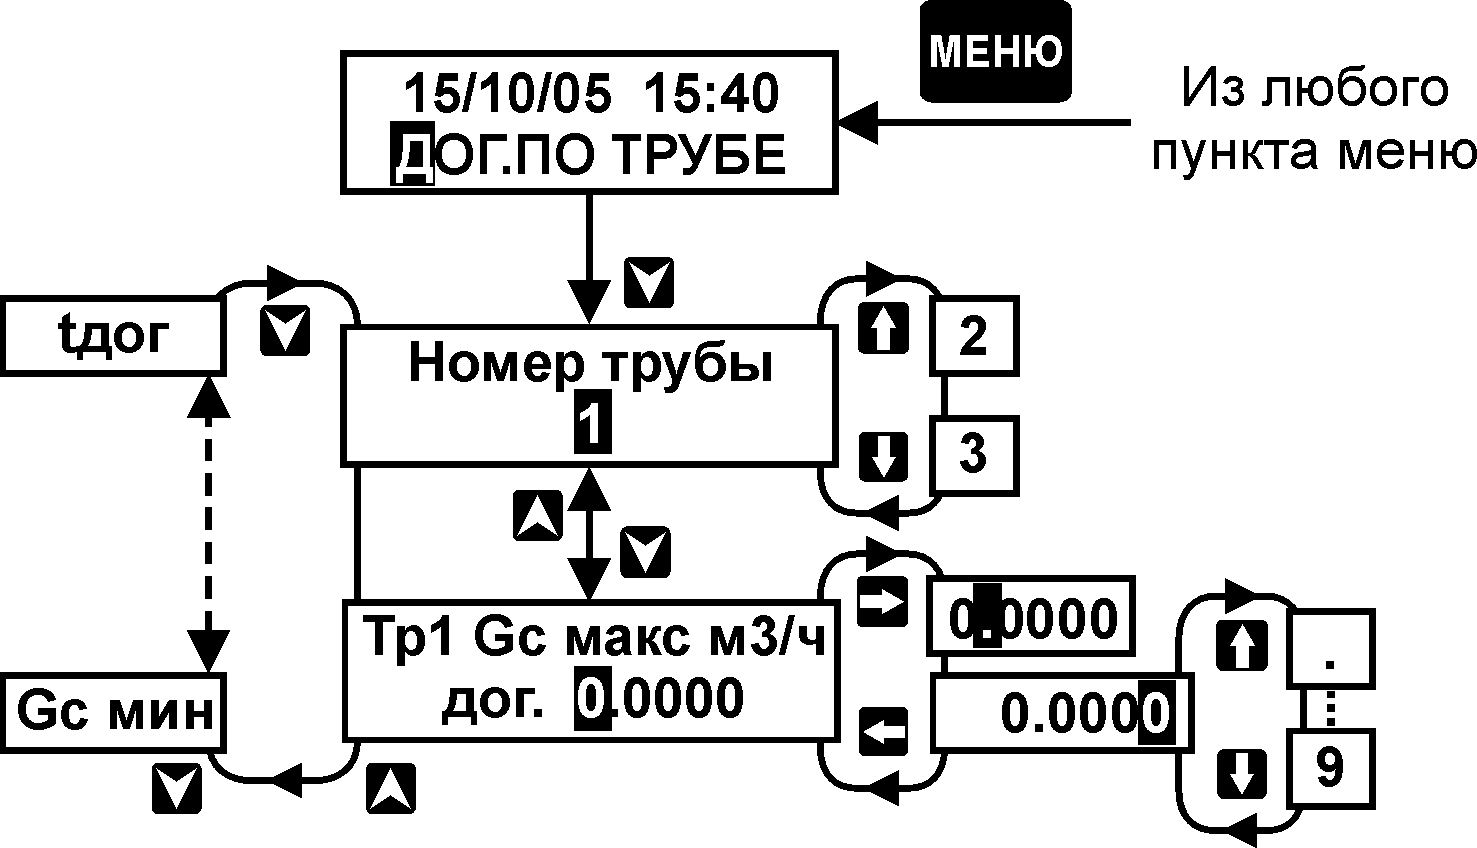 МЕНЮ
15/10/05 15:40
ДОГ.ПО ТРУБЕ
Из любого
пункта меню
tдог
Номер трубы
1
2
3
Тр1 Gc макс м3/ч
дог. 0.0000
0.0000
0.0000
.
9
Gc мин